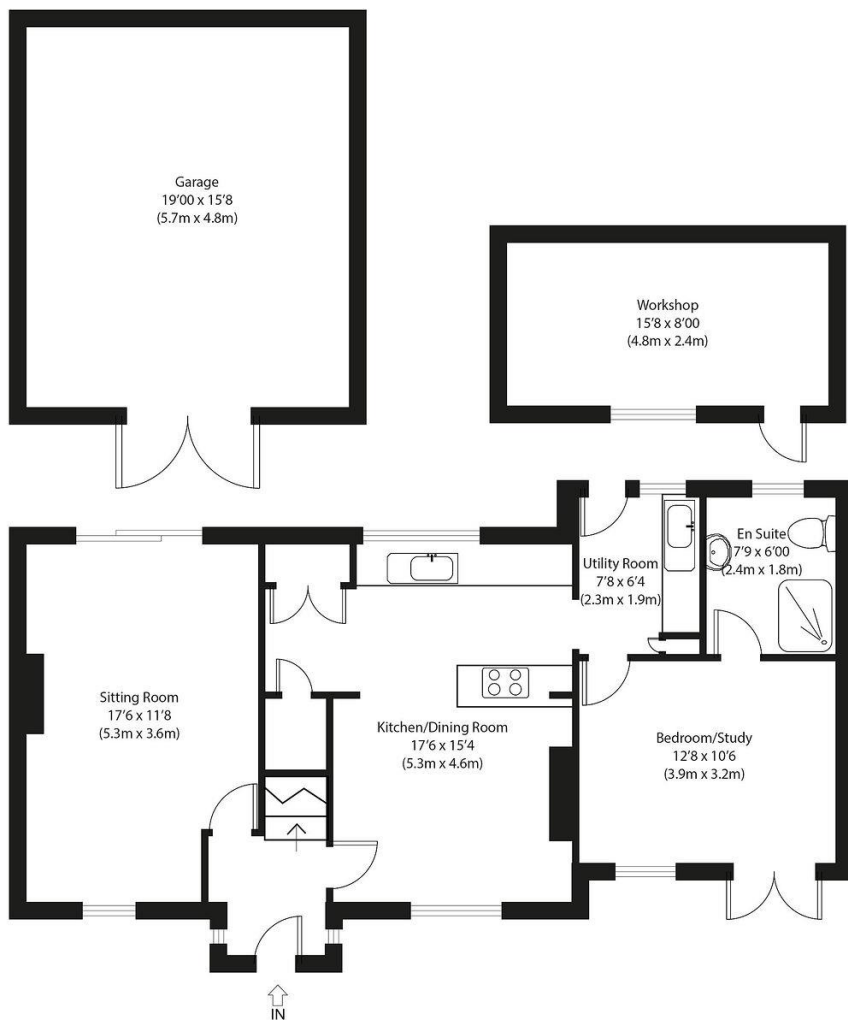 Garage
19'00 x 15'8
(5.7m x 4.8m)
Workshop
15'8 x 8'00
(4.8m x 2.4m)
En Suite
7'9 x 6'00
(2.4m x 1.8m)
Utility Room
7'8 x 6'4
(2.3m x 1.9m)
Sitting Room
17'6 x 11'8
(5.3m x 3.6m)
Kitchen/Dining Room
17'6 x 15'4
(5.3m x 4.6m)
Bedroom/Study
12'8 x 10'6
(3.9m x 3.2m)
IN